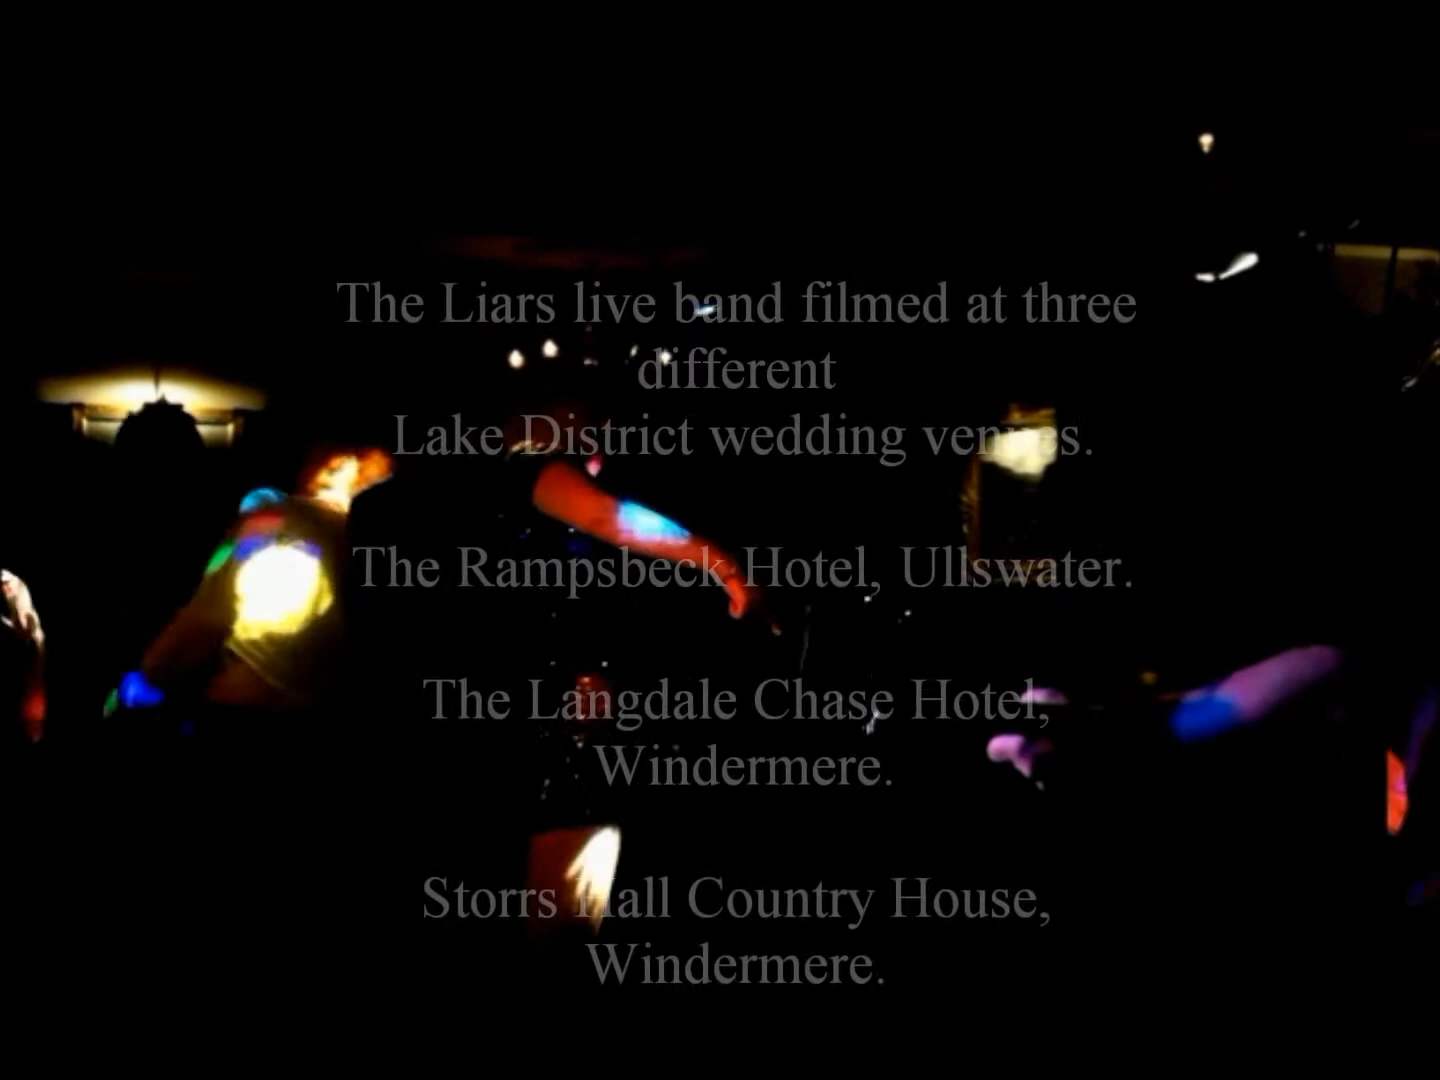 The Liars live band filmed at three
different
Lake District wedding venues.
The Rampsbeck Hotel, Ullswater.
The Langdale Chase Hotel,
Windermere.
Storrs Hall Country House,
Windermere.